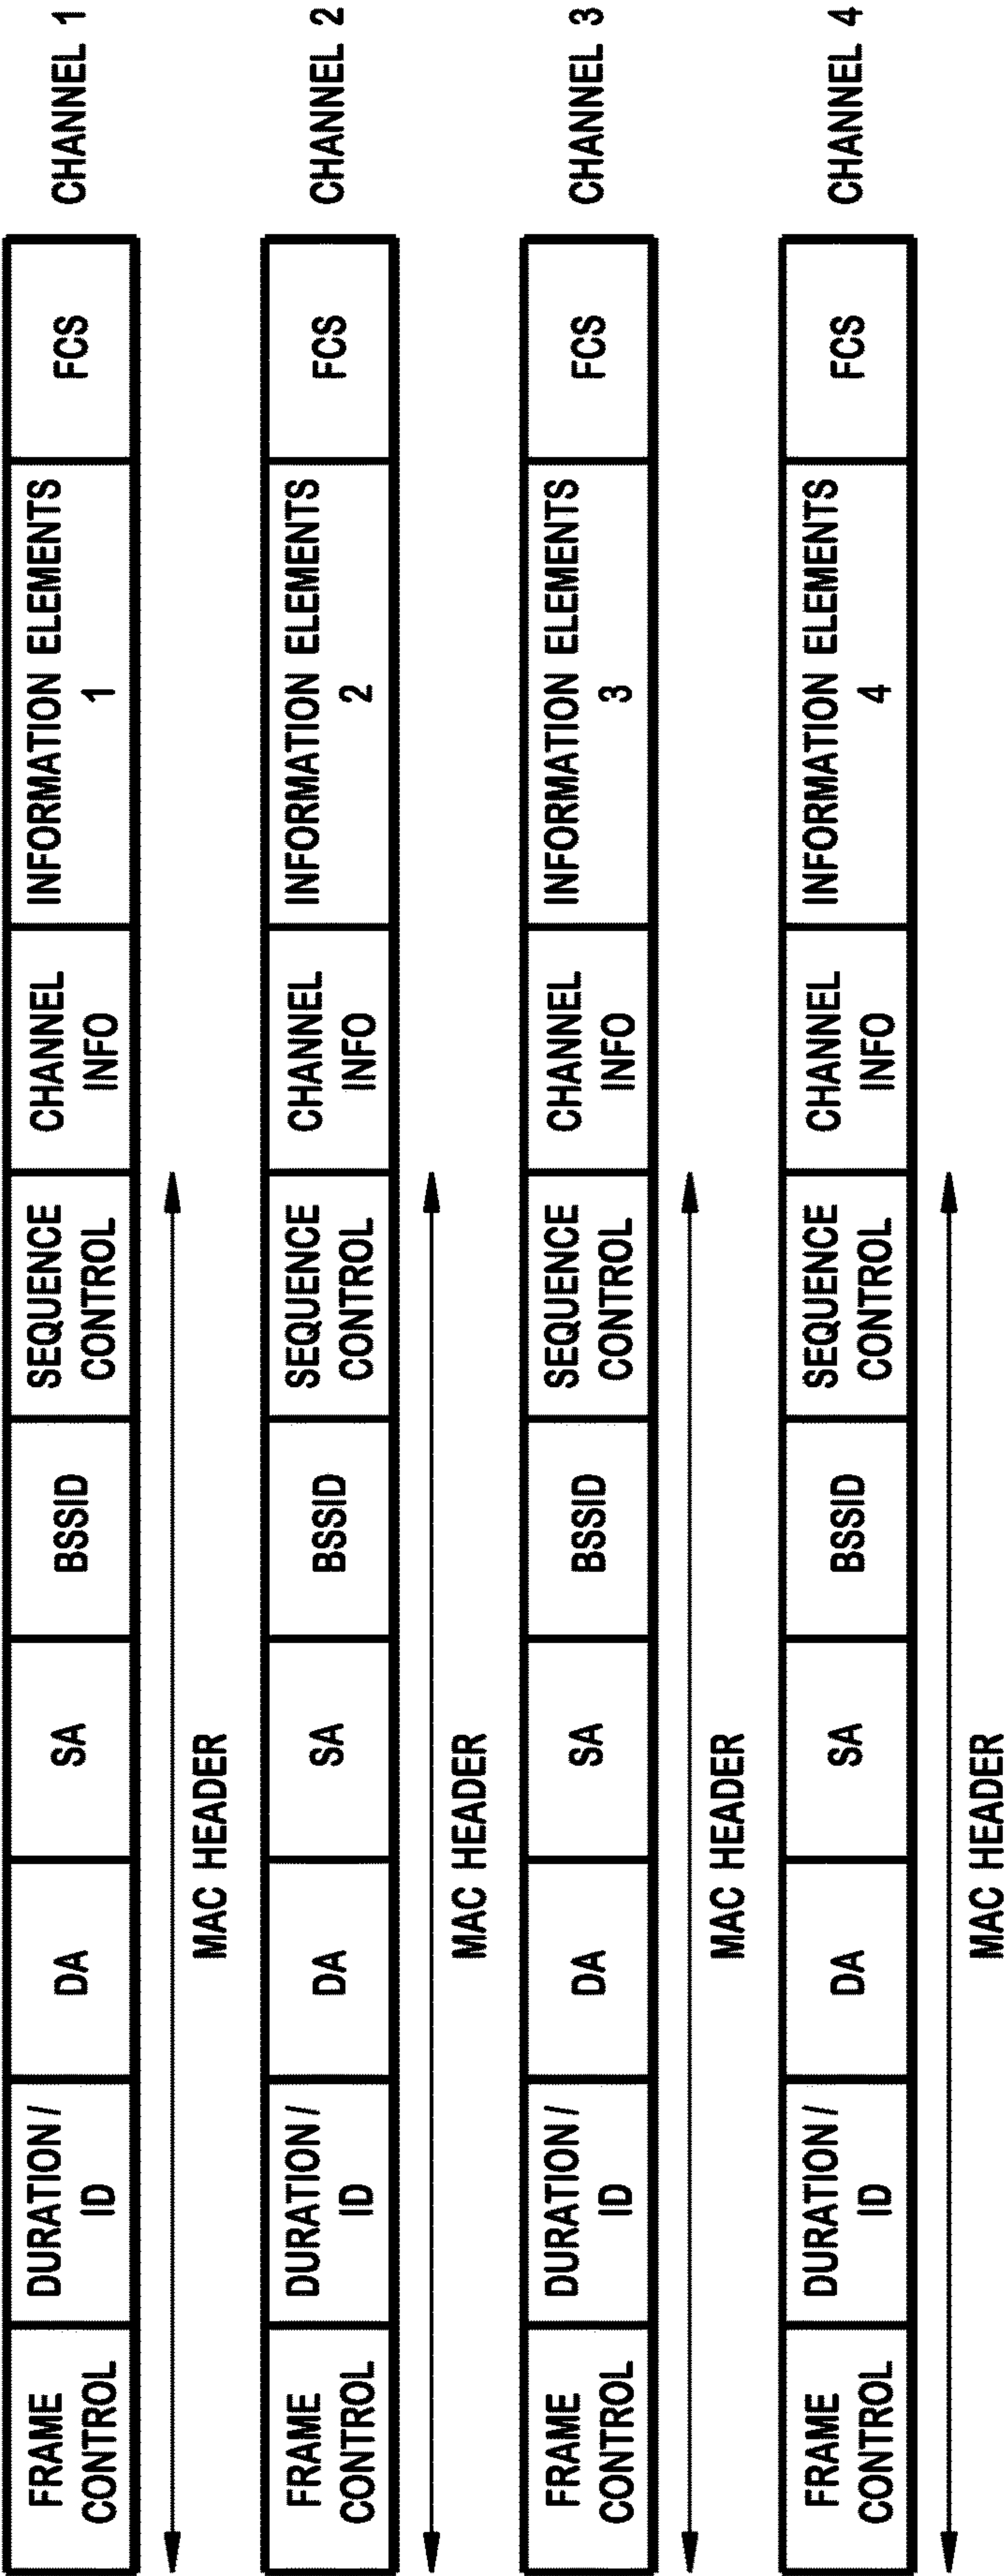 FRAME
CONTROL
DURATION /
ID
DA
SA
BSSID
SEQUENCE
CONTROL
CHANNEL
INFO
INFORMATION ELEMENTS
1
FCS
CHANNEL 1
MAC HEADER
FRAME
CONTROL
DURATION /
ID
DA
SA
BSSID
SEQUENCE
CONTROL
CHANNEL
INFO
INFORMATION ELEMENTS
2
FCS
CHANNEL 2
MAC HEADER
FRAME
CONTROL
DURATION /
ID
DA
SA
BSSID
SEQUENCE
CONTROL
CHANNEL
INFO
INFORMATION ELEMENTS
3
FCS
CHANNEL 3
MAC HEADER
FRAME
CONTROL
DURATION /
ID
DA
SA
BSSID
SEQUENCE
CONTROL
CHANNEL
INFO
INFORMATION ELEMENTS
4
FCS
CHANNEL 4
MAC HEADER